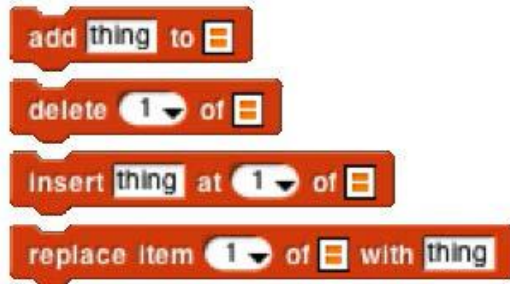 add thing to
delete 1 of
insert thing at 1 of
replace item 1 of with thing